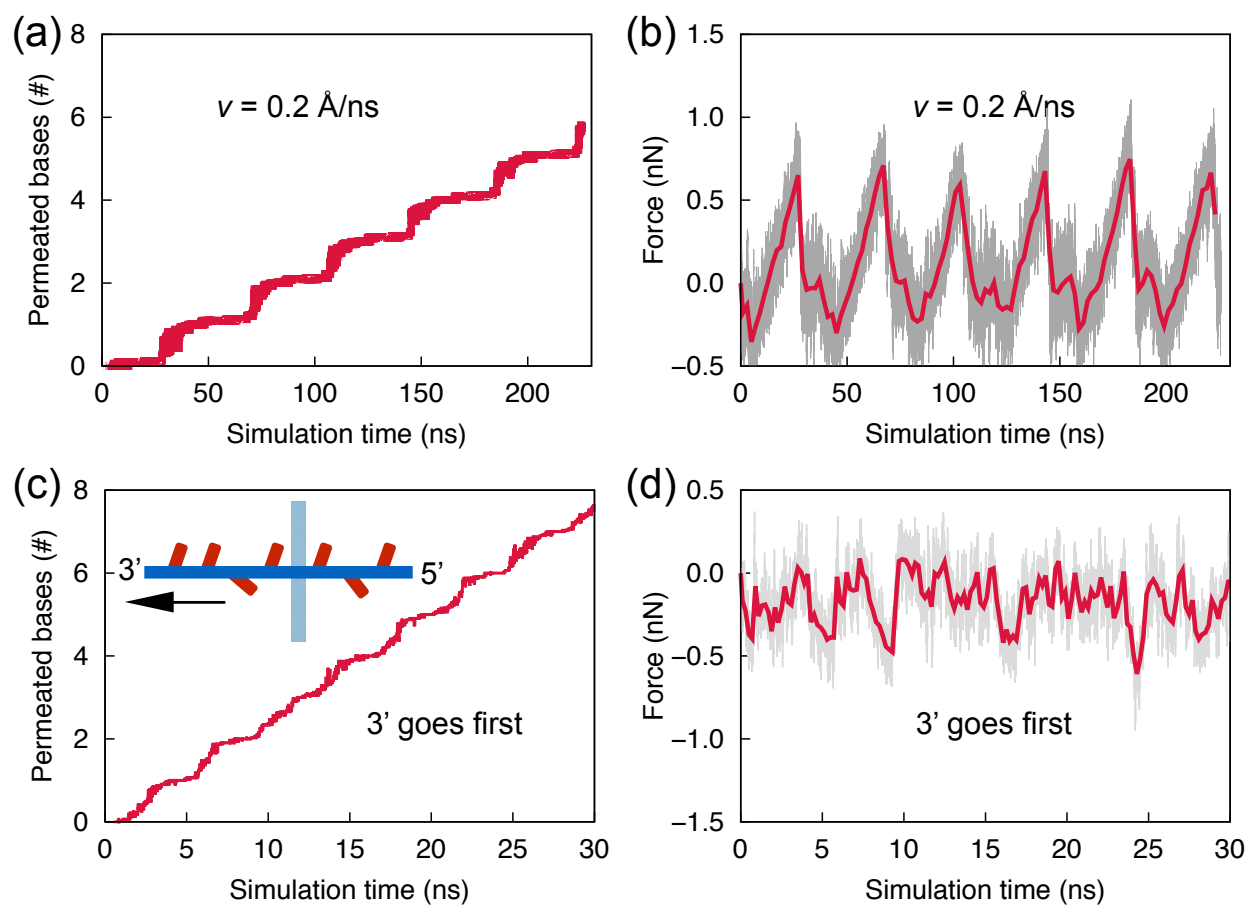 (a)
Permeated bases (#)
8
6
4
2
0
v = 0.2 Å/ns
0 50 100 150 200
Simulation time (ns)
(b)
Force (nN)
1.5
1.0
0.5
0.0
−0.5
v = 0.2 Å/ns
0 50 100 150 200
Simulation time (ns)
(c)
Permeated bases (#)
8
6
4
2
0
3’ 5’
3’ goes first
0 5 10 15 20 25 30
Simulation time (ns)
(d)
Force (nN)
0.5
0.0
−0.5
−1.0
−1.5
3’ goes first
0 5 10 15 20 25 30
Simulation time (ns)